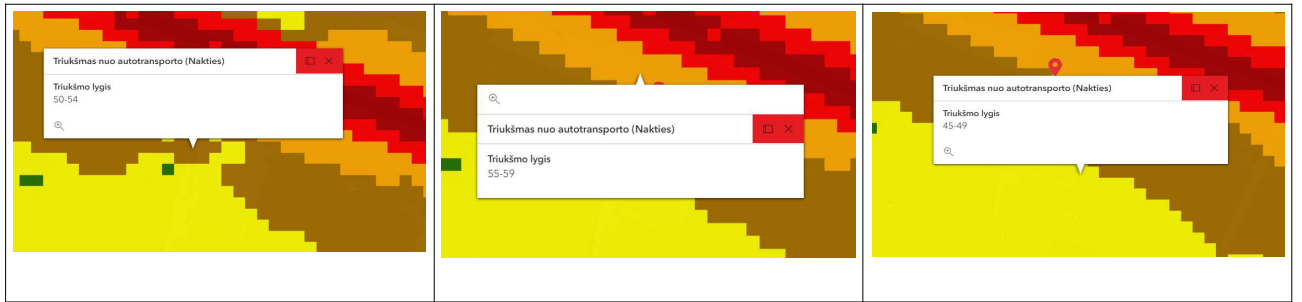 Triukšmas nuo autotransporto (Nakties)
Triukšmo lygis
50-54
Triukšmas nuo autotransporto (Nakties)
Triukšmo lygis
55-59
Triukšmas nuo autotransporto (Nakties)
Triukšmo lygis
45-49